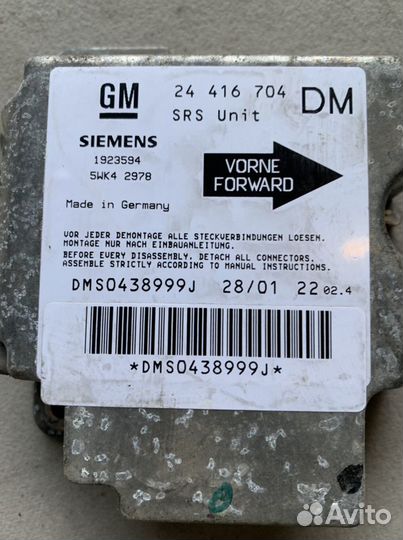 GM
24 416 704 DM
SRS Unit
SIEMENS
1923594
5WK4 2978
VORNE
FORWARD
Made in Germany
VOR JEDER DEMONTAGE ALLE STECKVERBINDUNGEN LOESEN.
MONTAGE NUR NACH EINBAUANLEITUNG.
BEFORE EVERY DISASSEMBLY, DETACH ALL CONNECTORS.
ASSEMBLE STRICTLY ACCORDING TO MANUAL INSTRUCTIONS.
DMS0438999J 28/01 22 02.4
*DMS0438999J*
Avito